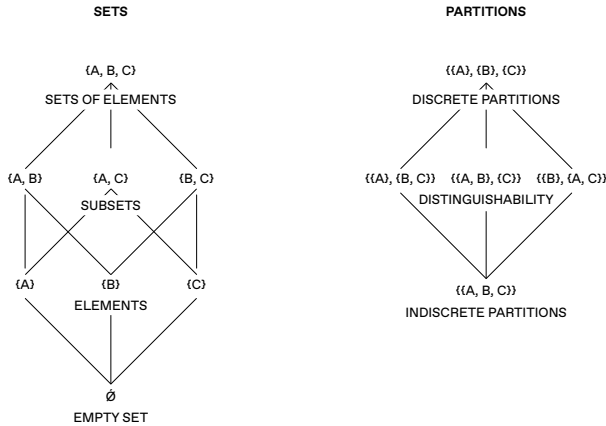 SETS
PARTITIONS
{A, B, C}
SETS OF ELEMENTS
{A, B}
{A, C}
{B, C}
SUBSETS
{A}
{B}
{C}
ELEMENTS
Ǿ
EMPTY SET
{{A}, {B}, {C}}
DISCRETE PARTITIONS
{{A}, {B, C}}
{{A, B}, {C}}
{{B}, {A, C}}
DISTINGUISHABILITY
{{A, B, C}}
INDISCRETE PARTITIONS